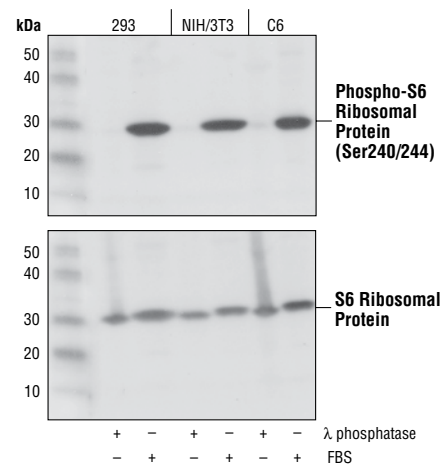 kDa 293 NIH/3T3 C6
50
40
30
20
10
Phospho-S6
Ribosomal
Protein
(Ser240/244)
50
40
30
20
10
S6 Ribosomal
Protein
+ – + – + – λ phosphatase
– + – + – + FBS